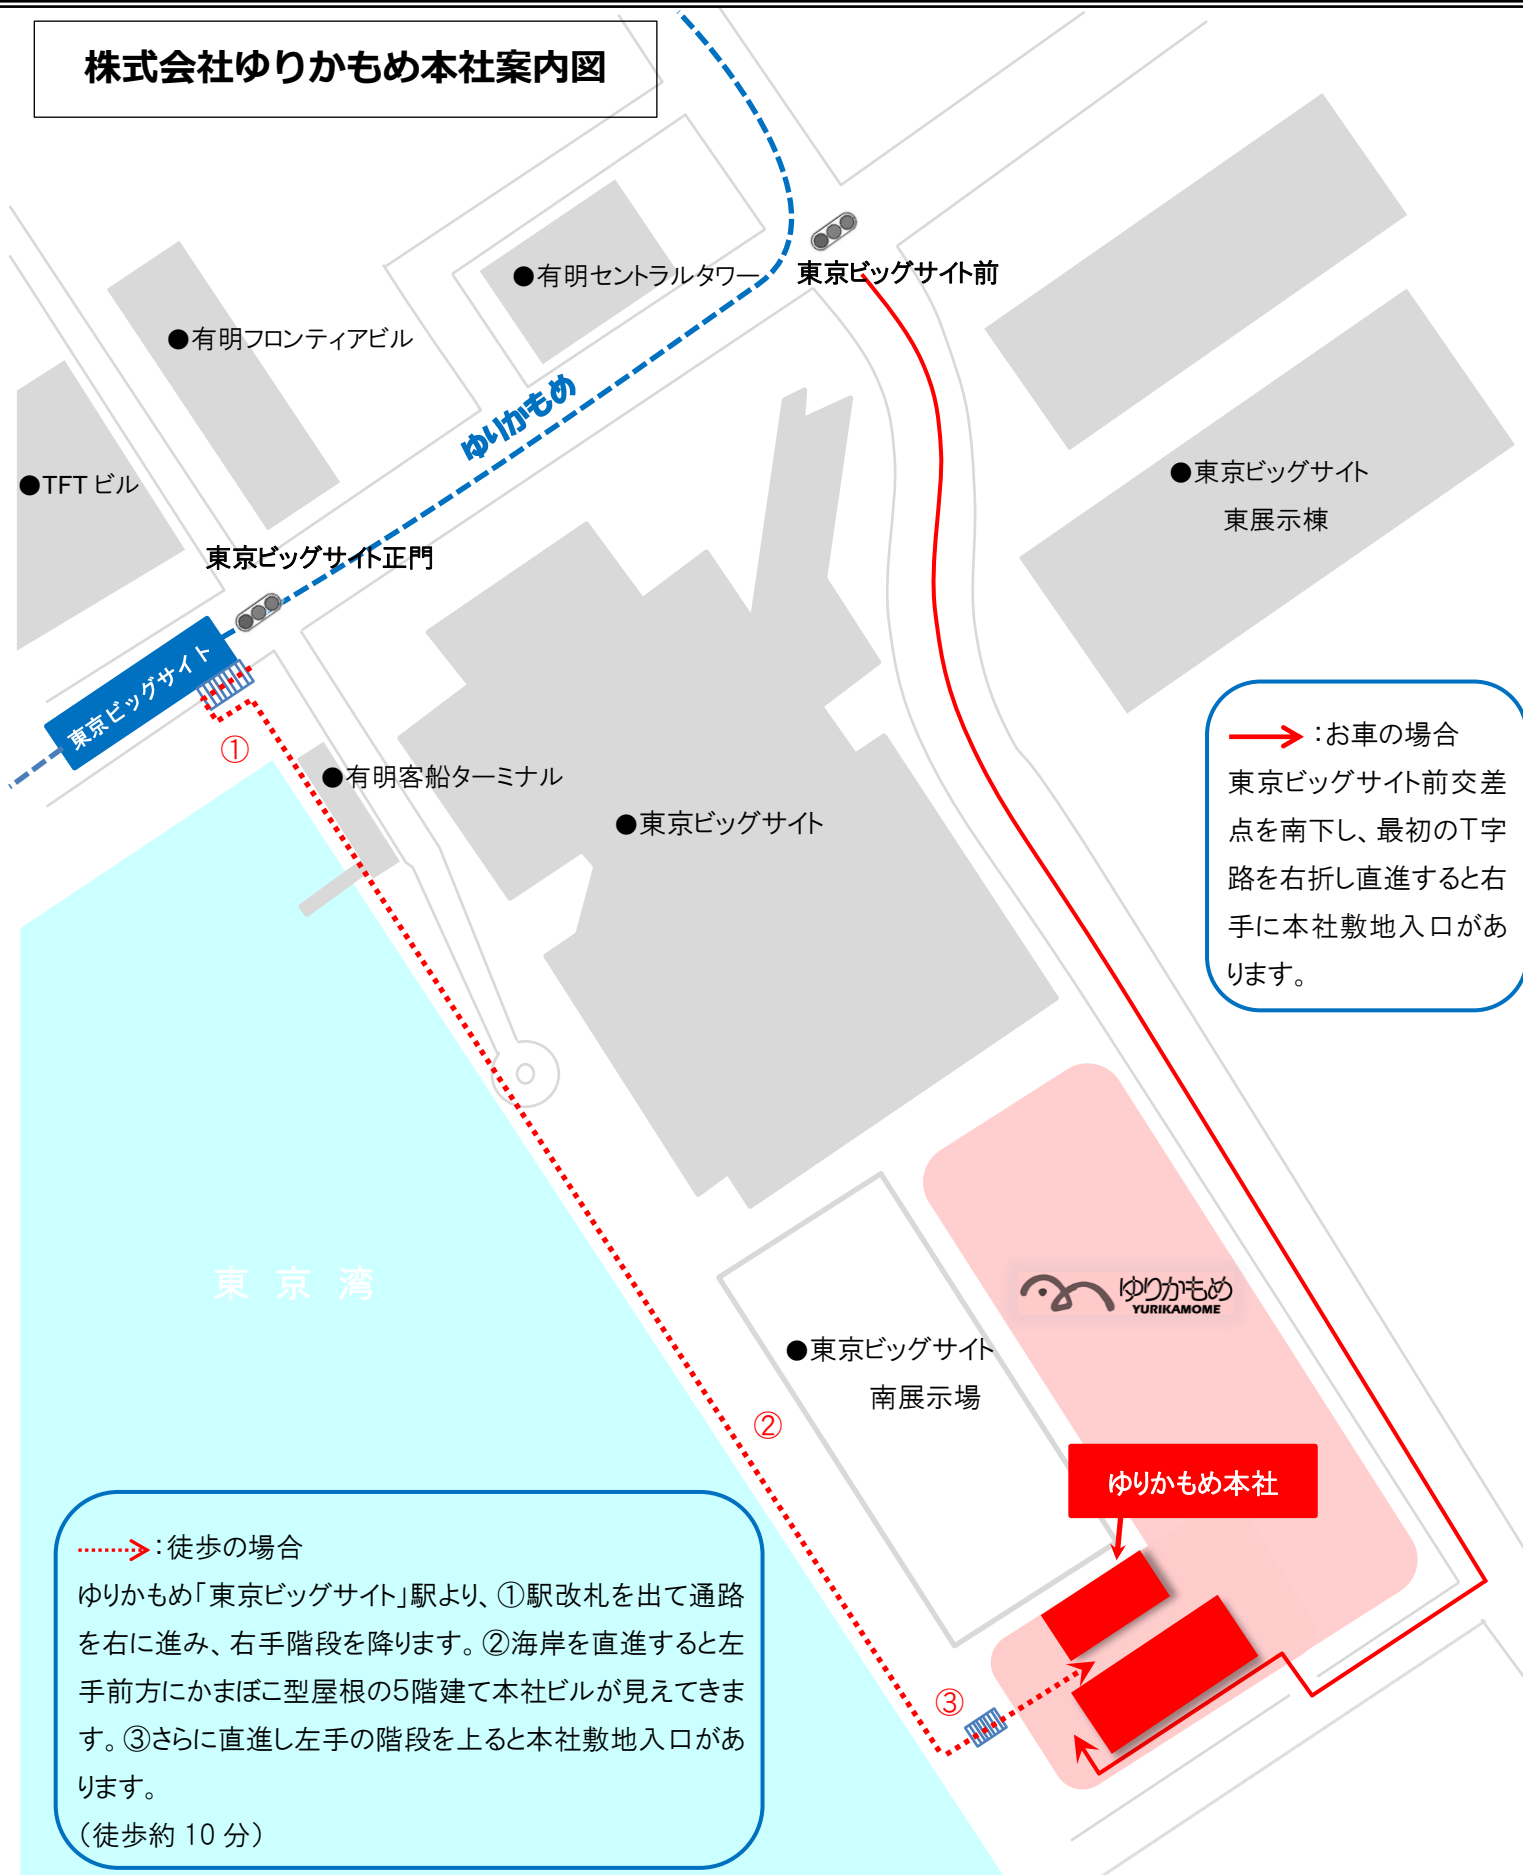 株式会社ゆりかもめ本社案内図
東京ビッグサイト前
●有明セントラルタワー
●有明フロンティアビル
ゆりかもめ
●TFTビル
●東京ビッグサイト
東展示棟
東京ビッグサイト正門
東京ビッグサイト
①
●有明客船ターミナル
●東京ビッグサイト
:お車の場合
東京ビッグサイト前交差
点を南下し、最初のT字
路を右折し直進すると右
手に本社敷地入口があ
ります。
東京湾
ゆりかもめ
YURIKAMOME
●東京ビッグサイト
南展示場
②
ゆりかもめ本社
③
:徒歩の場合
ゆりかもめ「東京ビッグサイト」駅より、①駅改札を出て通路
を右に進み、右手階段を降ります。②海岸を直進すると左
手前方にかまぼこ型屋根の5階建て本社ビルが見えてきま
す。③さらに直進し左手の階段を上ると本社敷地入口があ
ります。
(徒歩約 10 分)